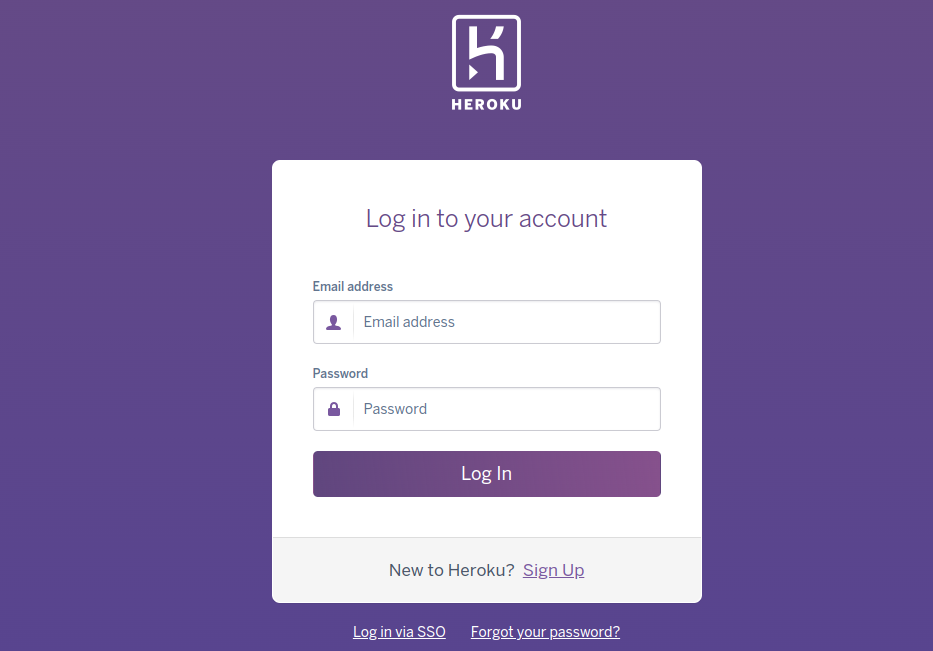 HEROKU
Log in to your account
Email address
Email address
Password
Password
Log In
New to Heroku? Sign Up
Log in via SSO Forgot your password?